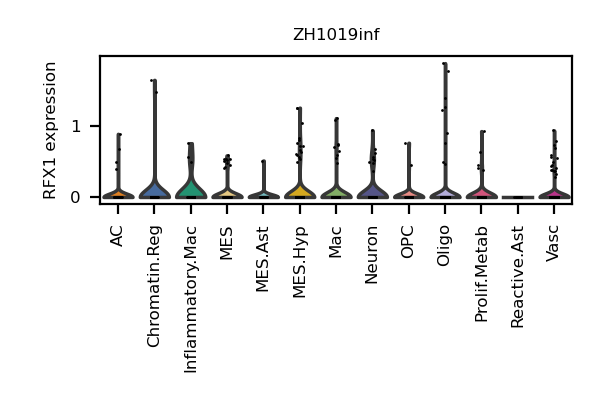 ZH1019inf
RFX1 expression
1
0
AC
Chromatin.Reg
Inflammatory.Mac
MES
MES.Ast
MES.Hyp
Mac
Neuron
OPC
Oligo
Prolif.Metab
Reactive.Ast
Vasc